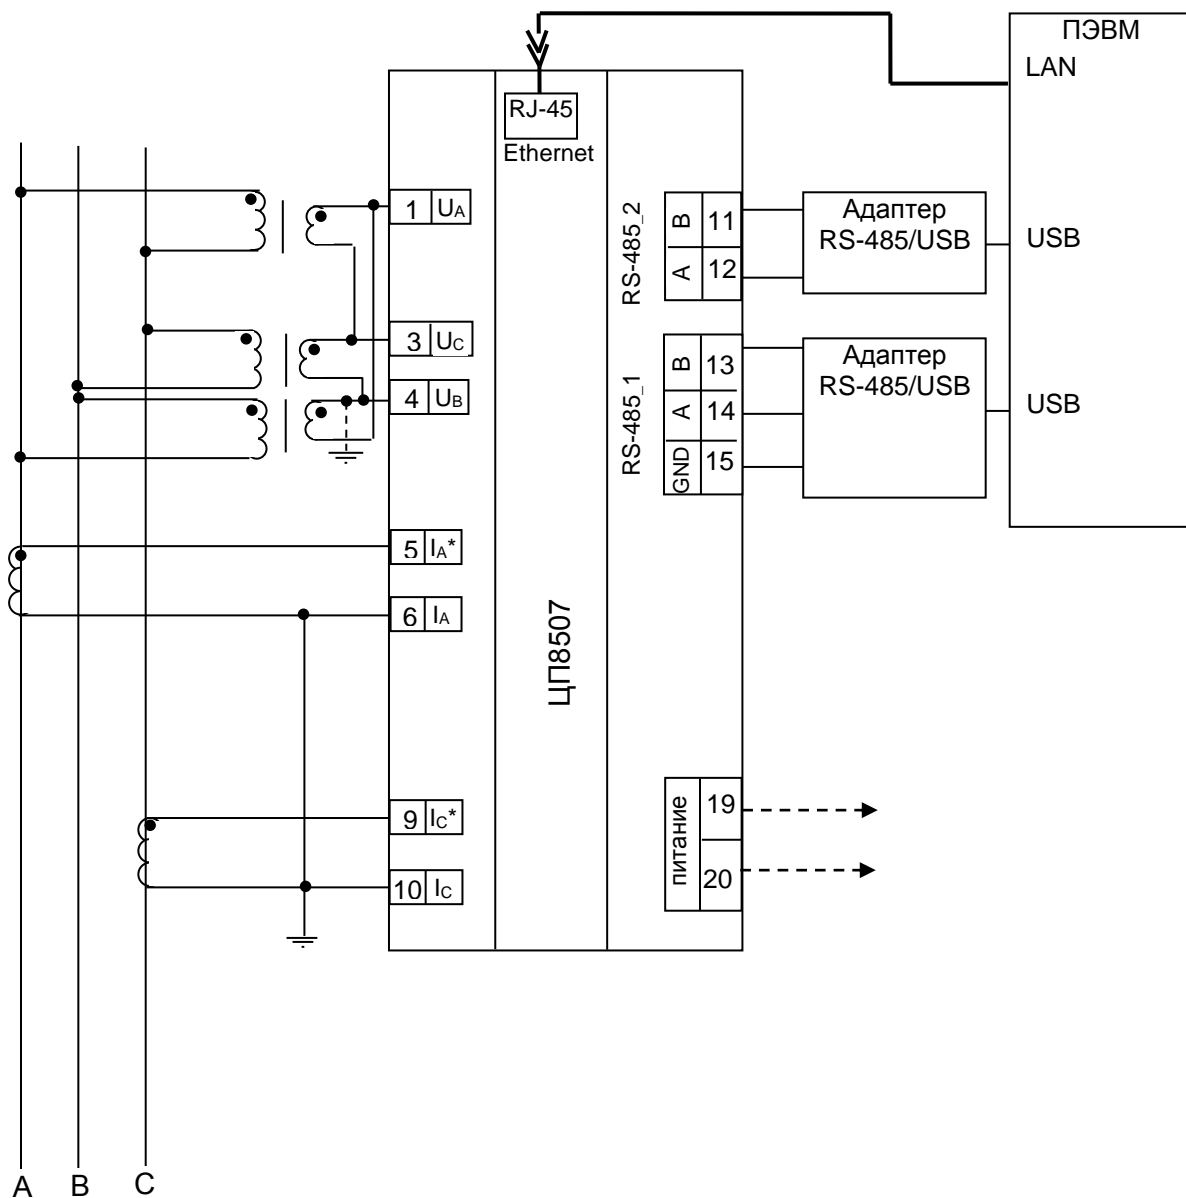 ПЭВМ
LAN
RJ-45
Ethernet
1 UA
3 UC
4 UB
5 IA*
6 IA
9 IC*
10 IC
ЦП8507
RS-485_2
B 11
A 12
Адаптер
RS-485/USB
USB
RS-485_1
B 13
A 14
GND 15
Адаптер
RS-485/USB
USB
питание
19
20
A B C